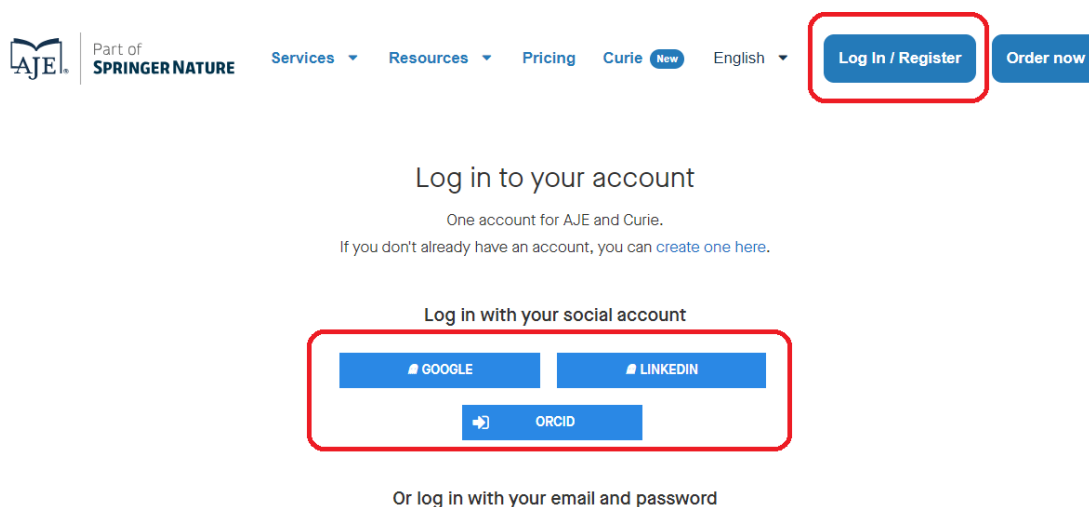 AJE
Part of
SPRINGER NATURE
Services Resources Pricing Curie New English Log In / Register Order now
Log in to your account
One account for AJE and Curie.
If you don't already have an account, you can create one here.
Log in with your social account
GOOGLE LINKEDIN
ORCID
Or log in with your email and password